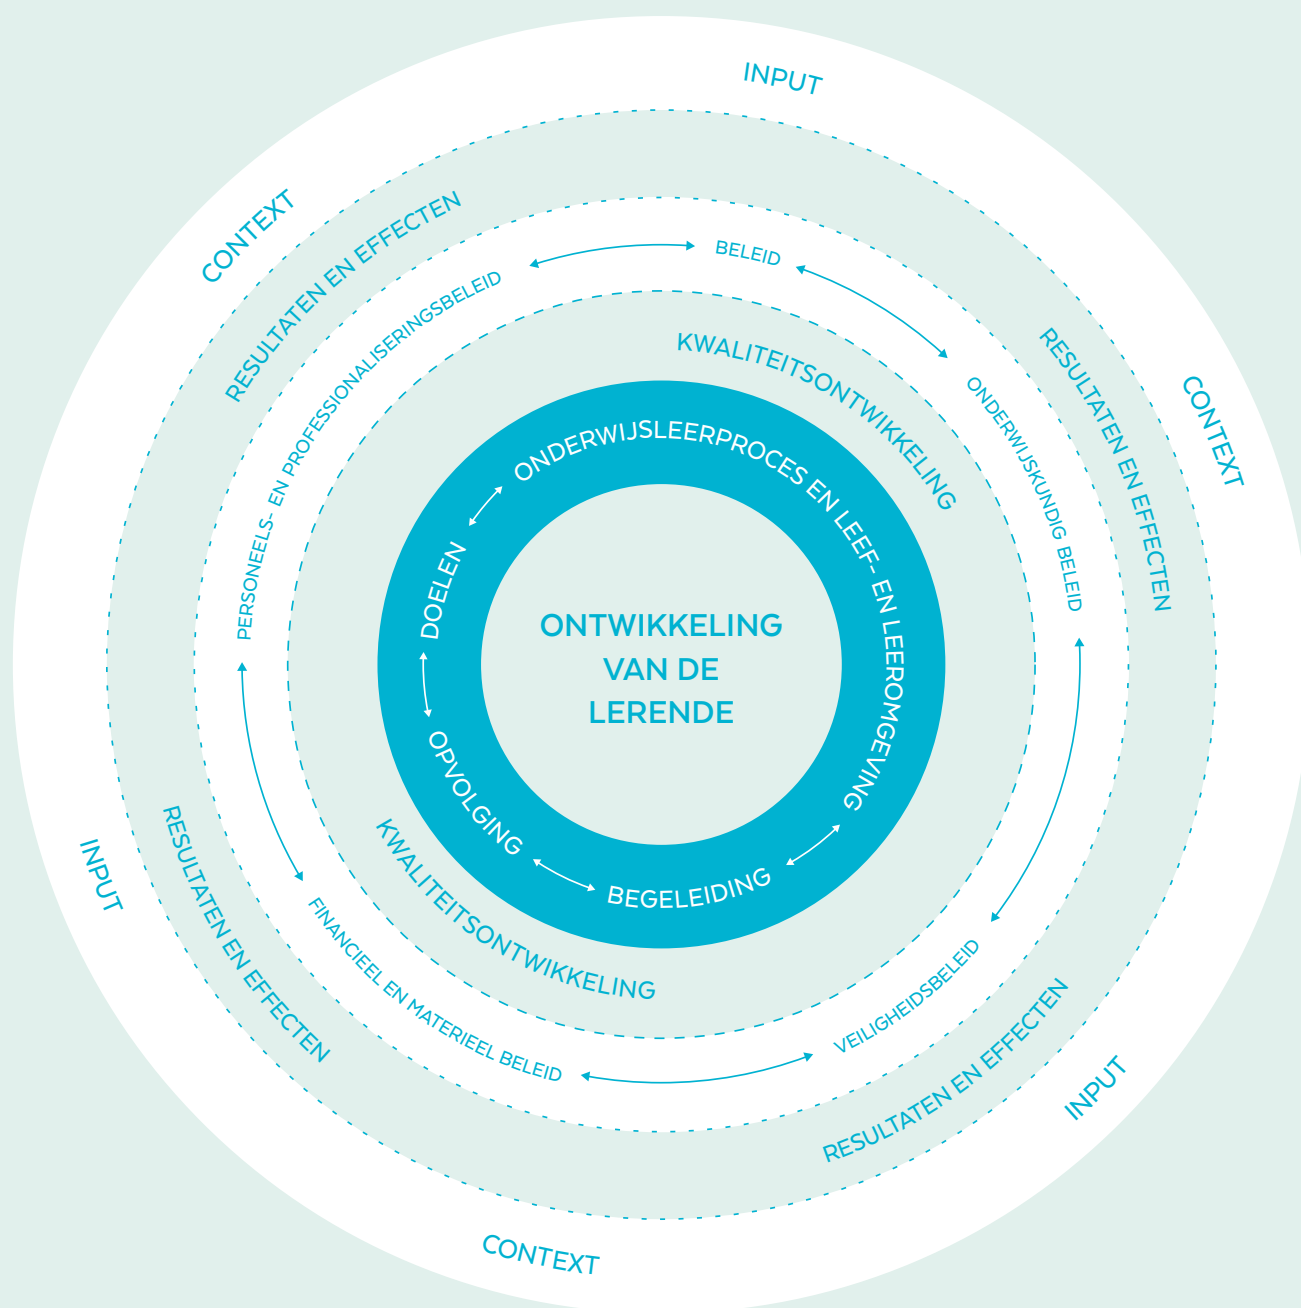 INPUT
CONTEXT
RESULTATEN EN EFFECTEN
BELEID
PERSONEELS- EN PROFESSIONALISERINGSBELEID
KWALITEITSONTWIKKELING
RESULTATEN EN EFFECTEN
CONTEXT
ONDERWIJSKUNDIG BELEID
ONDERWIJSLEERPROCES EN LEEF- EN LEEROMGEVING
DOELEN
ONTWIKKELING
VAN DE
LERENDE
OPVOLGING
BEGELEIDING
KWALITEITSONTWIKKELING
INPUT
RESULTATEN EN EFFECTEN
FINANCIEEL EN MATERIEEL BELEID
VEILIGHEIDSBELEID
RESULTATEN EN EFFECTEN
INPUT
CONTEXT